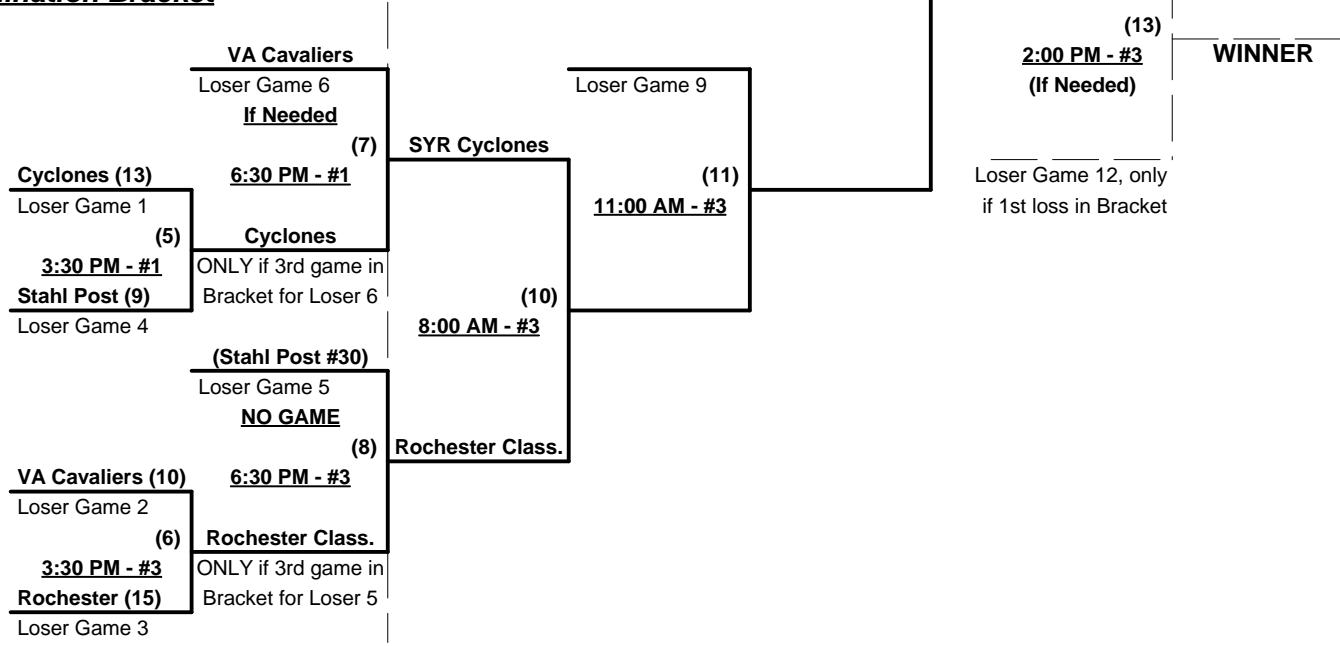 (13)
VA Cavaliers
2:00 PM - #3
WINNER
Loser Game 6
Loser Game 9
(If Needed)
If Needed
(7)
SYR Cyclones
Cyclones (13)
6:30 PM - #1
(11)
Loser Game 12, only
Loser Game 1
11:00 AM - #3
if 1st loss in Bracket
(5)
Cyclones
3:30 PM - #1
ONLY if 3rd game in
Stahl Post (9)
Bracket for Loser 6
(10)
Loser Game 4
8:00 AM - #3
(Stahl Post #30)
Loser Game 5
NO GAME
(8)
Rochester Class.
VA Cavaliers (10)
6:30 PM - #3
Loser Game 2
(6)
Rochester Class.
3:30 PM - #3
ONLY if 3rd game in
Rochester (15)
Bracket for Loser 5
Loser Game 3